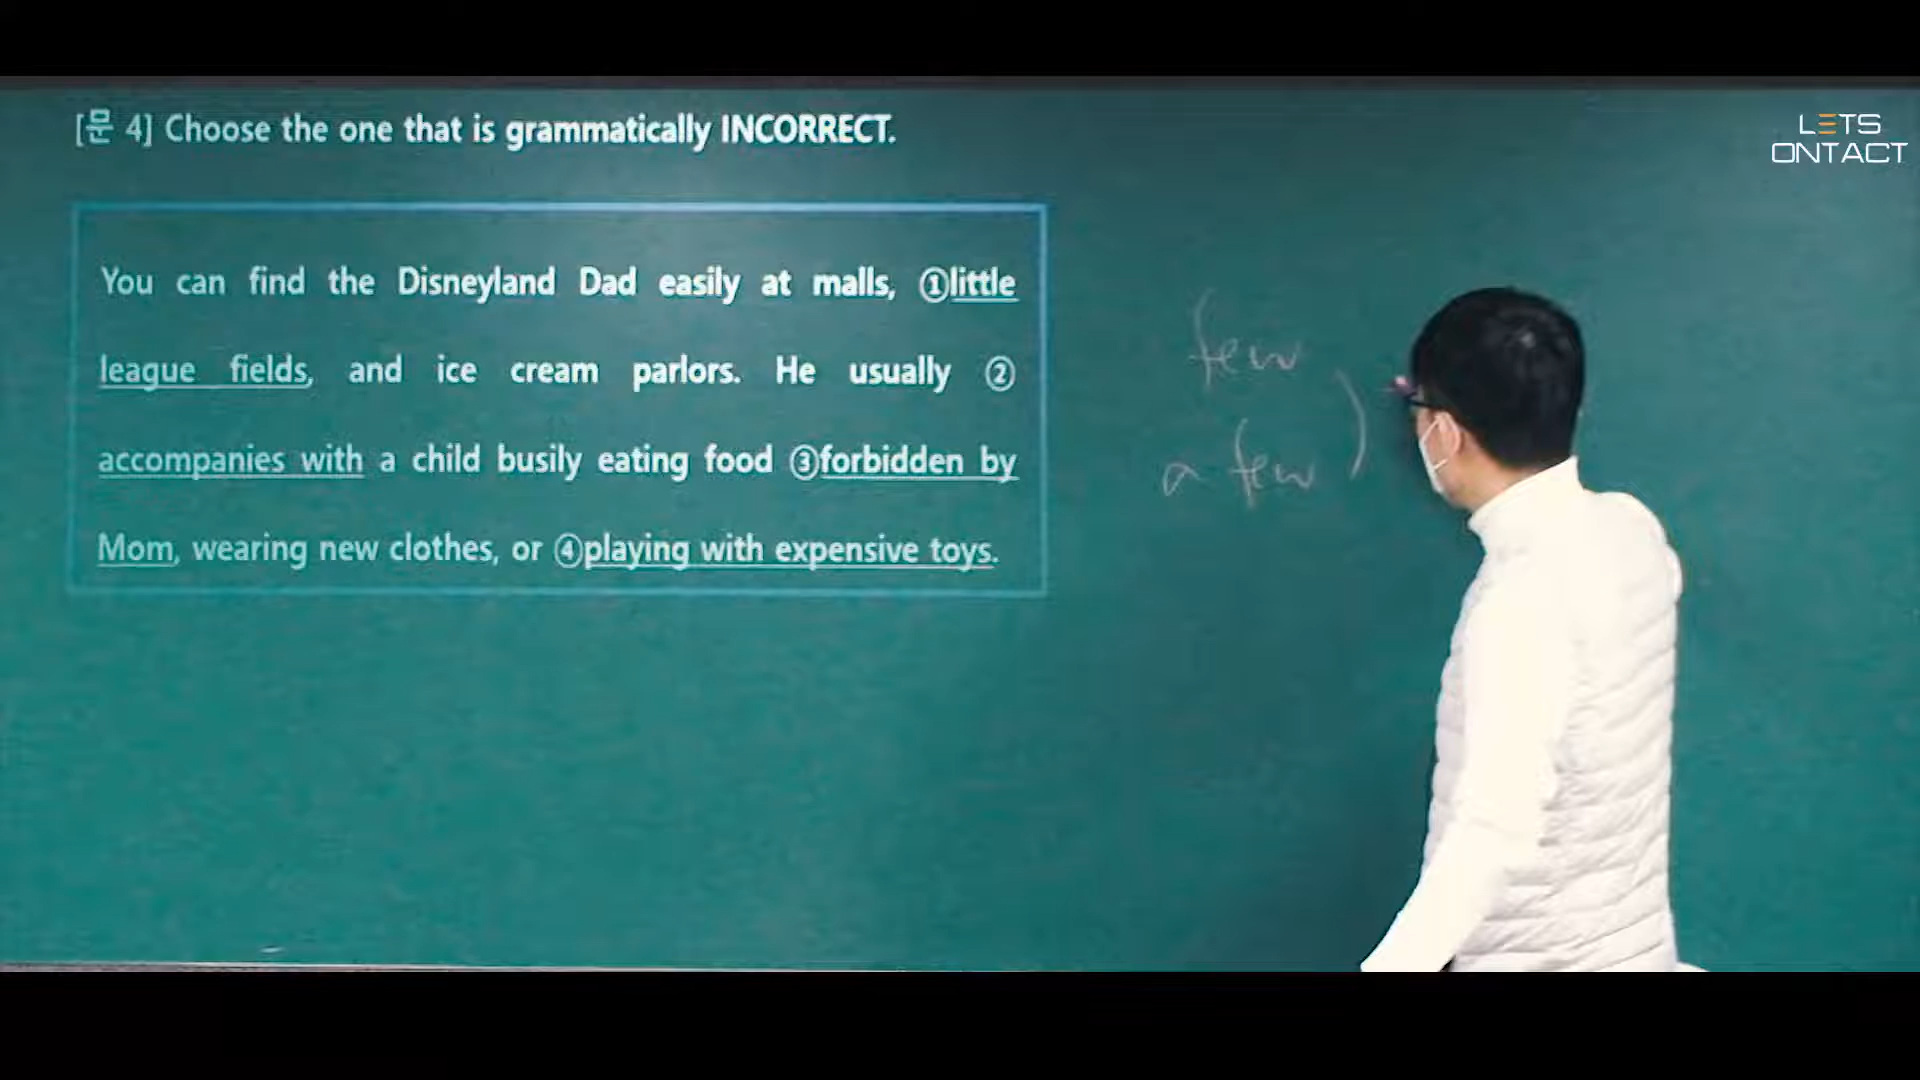 [문 4] Choose the one that is grammatically INCORRECT.
LETS
ONTACT
You can find the Disneyland Dad easily at malls, ①little
league fields, and ice cream parlors. He usually ②
accompanies with a child busily eating food ③forbidden by
Mom, wearing new clothes, or ④playing with expensive toys.
few
a few